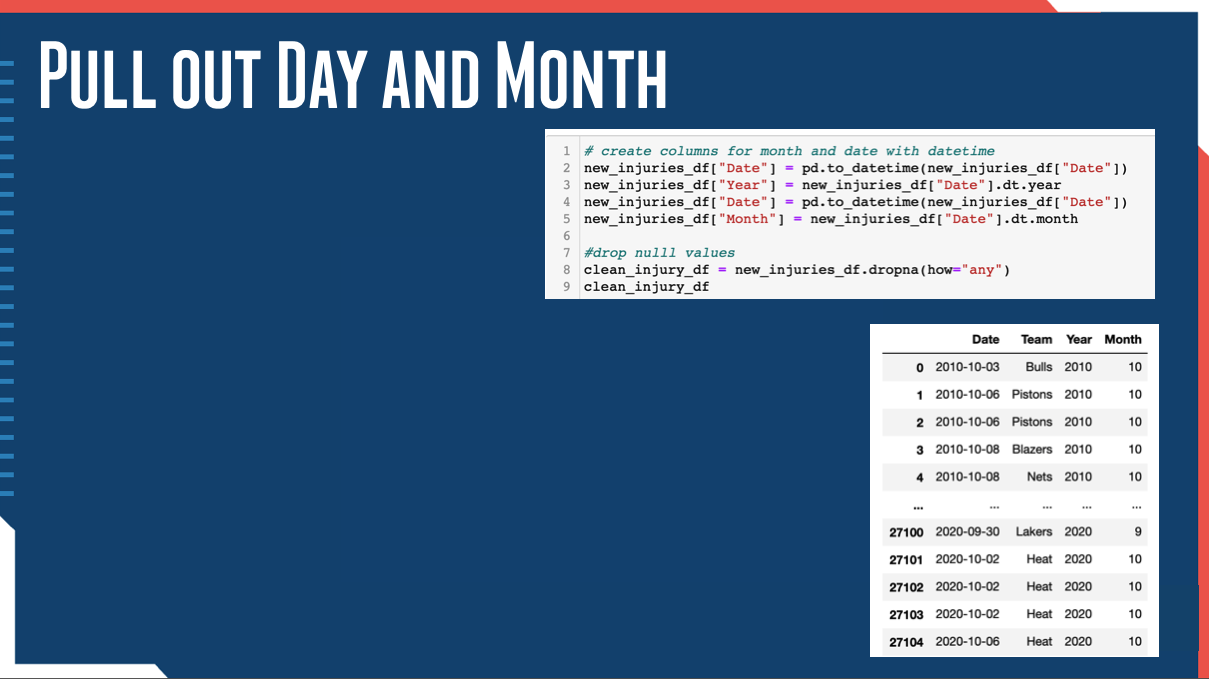 PULL OUT DAY AND MONTH
1 # create columns for month and date with datetime
2 new_injuries_df["Date"] = pd.to_datetime(new_injuries_df["Date"])
3 new_injuries_df["Year"] = new_injuries_df["Date"].dt.year
4 new_injuries_df["Date"] = pd.to_datetime(new_injuries_df["Date"])
5 new_injuries_df["Month"] = new_injuries_df["Date"].dt.month
6
7 #drop nulll values
8 clean_injury_df = new_injuries_df.dropna(how="any")
9 clean_injury_df
Date Team Year Month
0 2010-10-03 Bulls 2010 10
1 2010-10-06 Pistons 2010 10
2 2010-10-06 Pistons 2010 10
3 2010-10-08 Blazers 2010 10
4 2010-10-08 Nets 2010 10
... ... ... ... ...
27100 2020-09-30 Lakers 2020 9
27101 2020-10-02 Heat 2020 10
27102 2020-10-02 Heat 2020 10
27103 2020-10-02 Heat 2020 10
27104 2020-10-06 Heat 2020 10